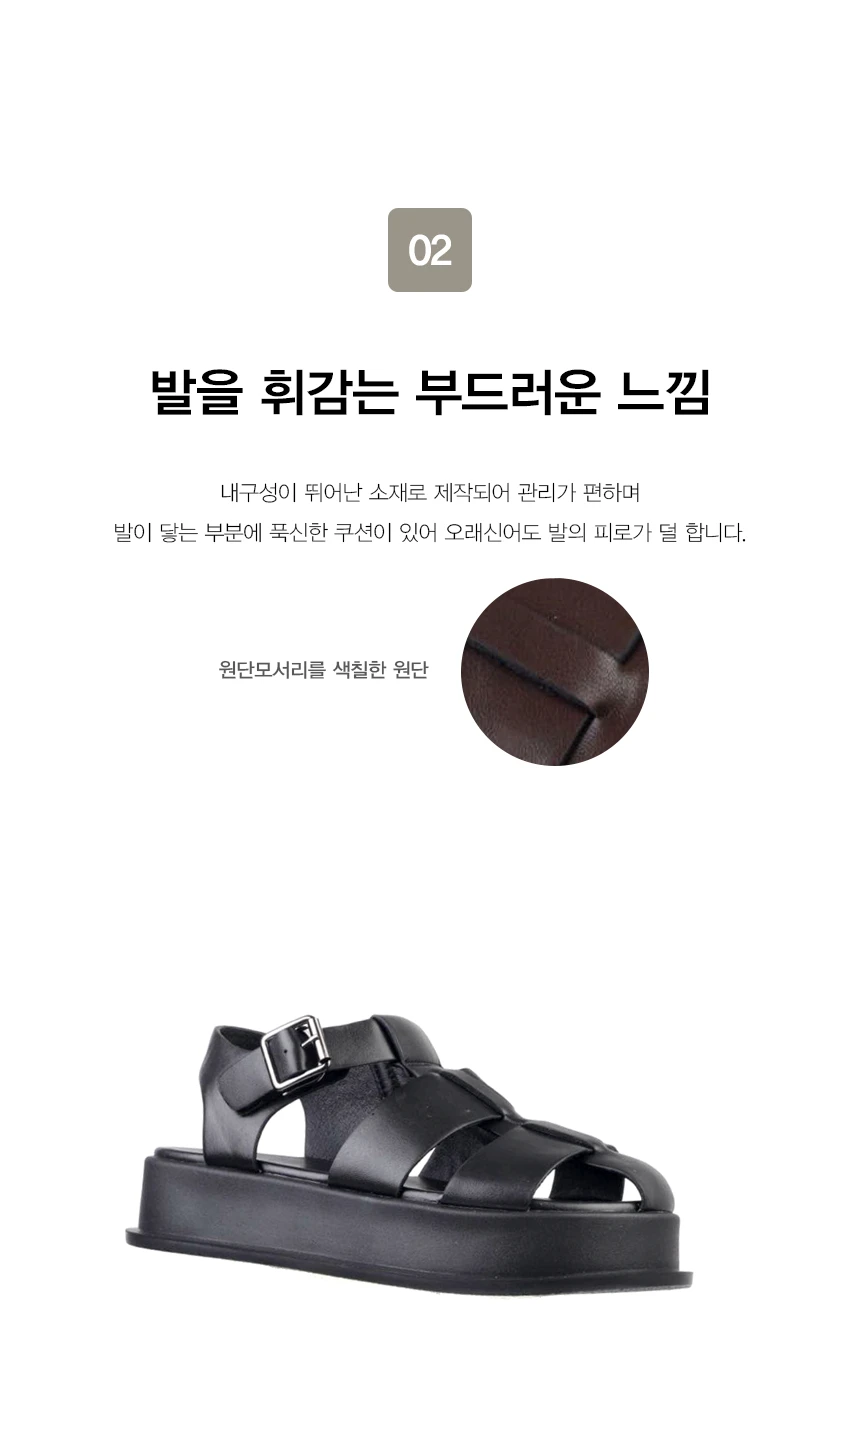 02
발을 휘감는 부드러운 느낌
내구성이 뛰어난 소재로 제작되어 관리가 편하며
발이 닿는 부분에 푹신한 쿠션이 있어 오래신어도 발의 피로가 덜 합니다.
원단모서리를 색칠한 원단